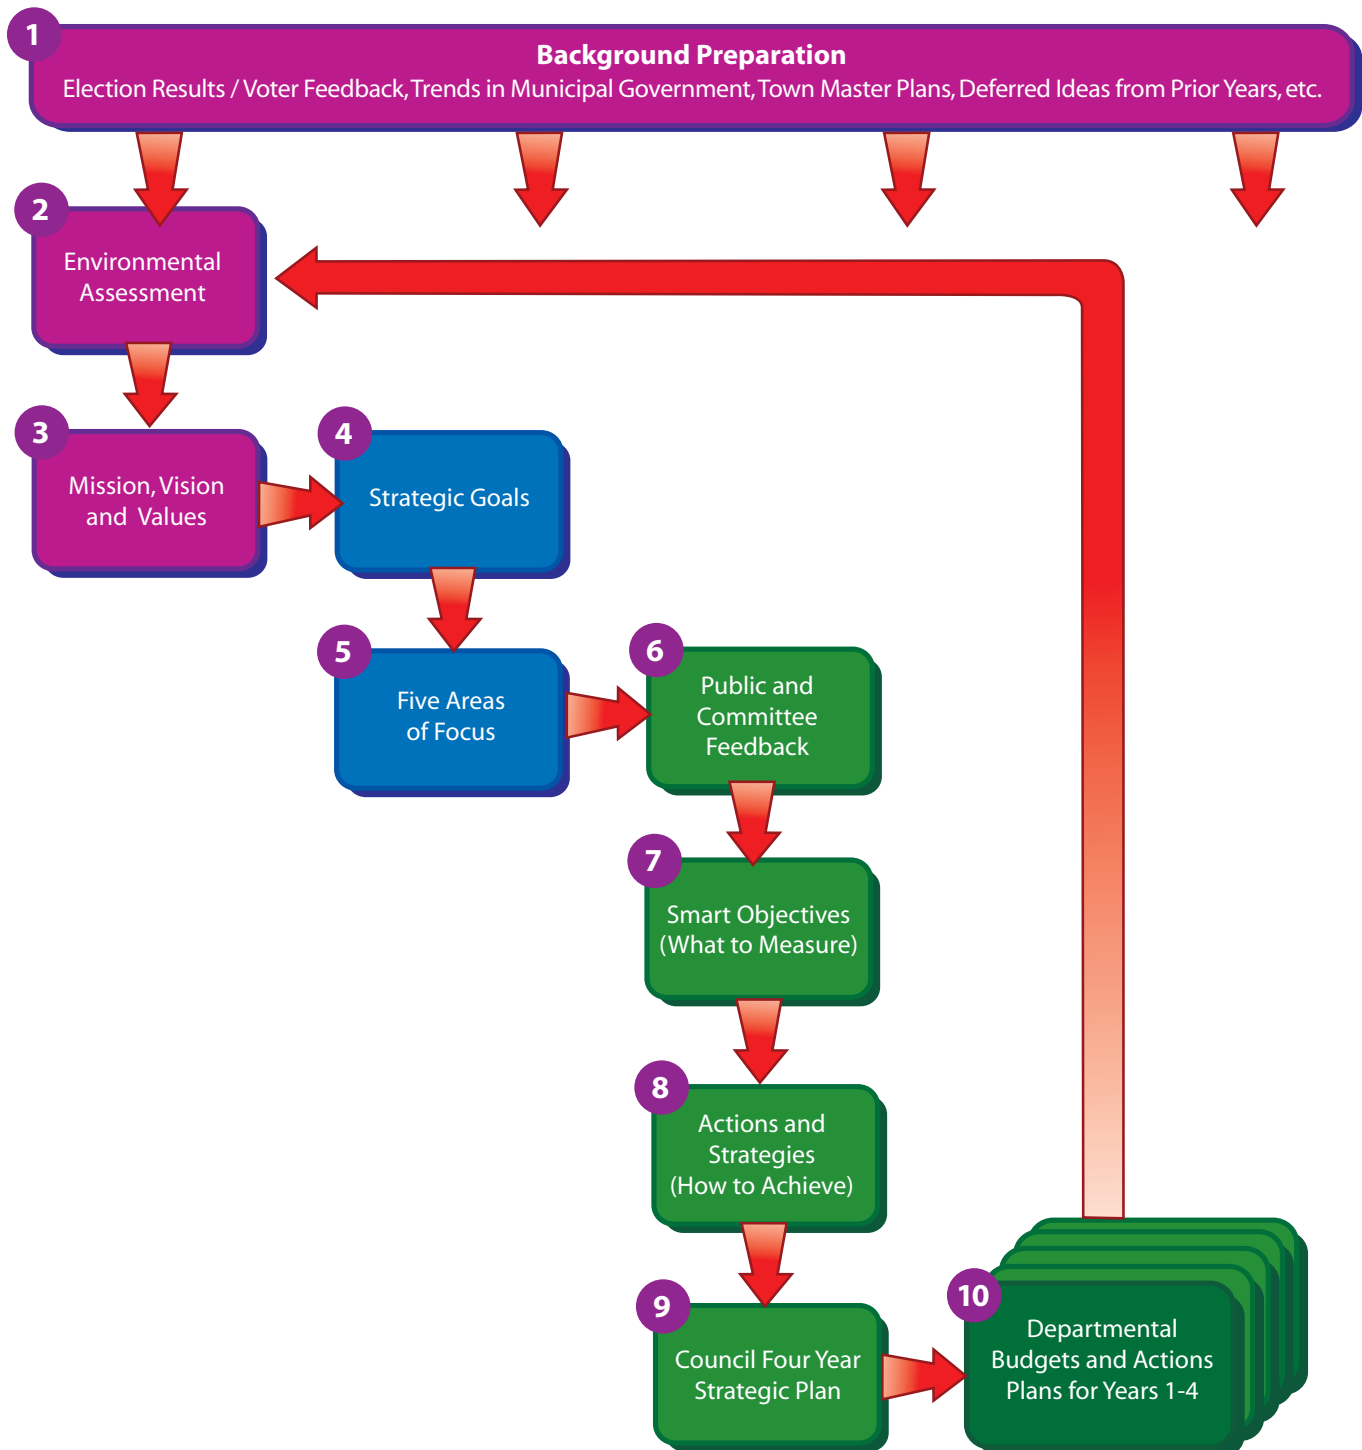 1
Background Preparation
Election Results / Voter Feedback, Trends in Municipal Government, Town Master Plans, Deferred Ideas from Prior Years, etc.
2
Environmental
Assessment
3
Mission, Vision
and Values
4
Strategic Goals
5
Five Areas
of Focus
6
Public and
Committee
Feedback
7
Smart Objectives
(What to Measure)
8
Actions and
Strategies
(How to Achieve)
9
Council Four Year
Strategic Plan
10
Departmental
Budgets and Actions
Plans for Years 1-4